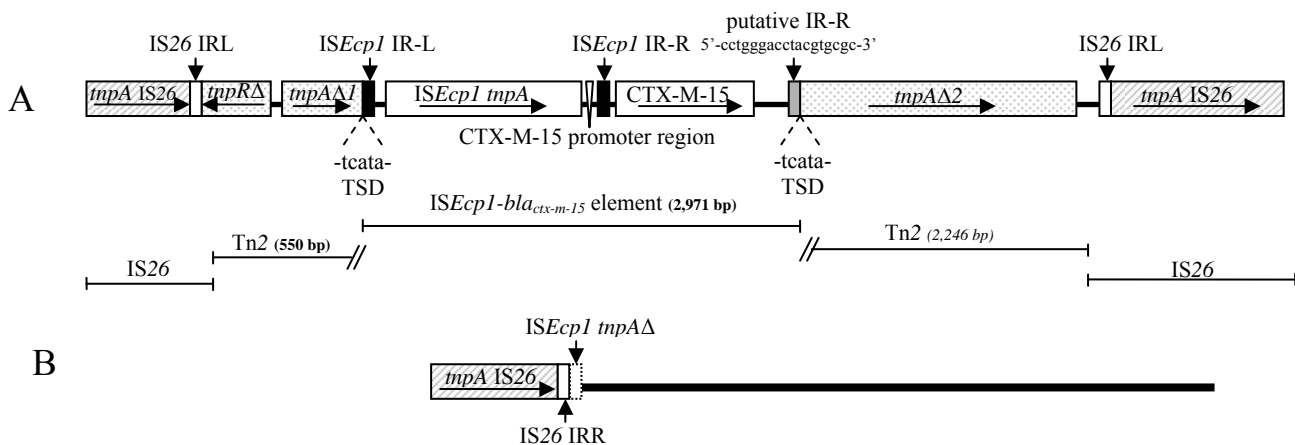 putative IR-R
IS26 IRL ISEcp1 IR-L ISEcp1 IR-R 5’-cctgggacctacgtgcgc-3’ IS26 IRL
A
tnpA IS26 tnpRΔ tnpAΔ1 ISEcp1 tnpA CTX-M-15 tnpAΔ2 tnpA IS26
CTX-M-15 promoter region
-tcata- -tcata-
TSD TSD
ISEcp1-blactx-m-15 element (2,971 bp)
Tn2 (550 bp) Tn2 (2,246 bp)
IS26 IS26
ISEcp1 tnpAΔ
B
tnpA IS26
IS26 IRR